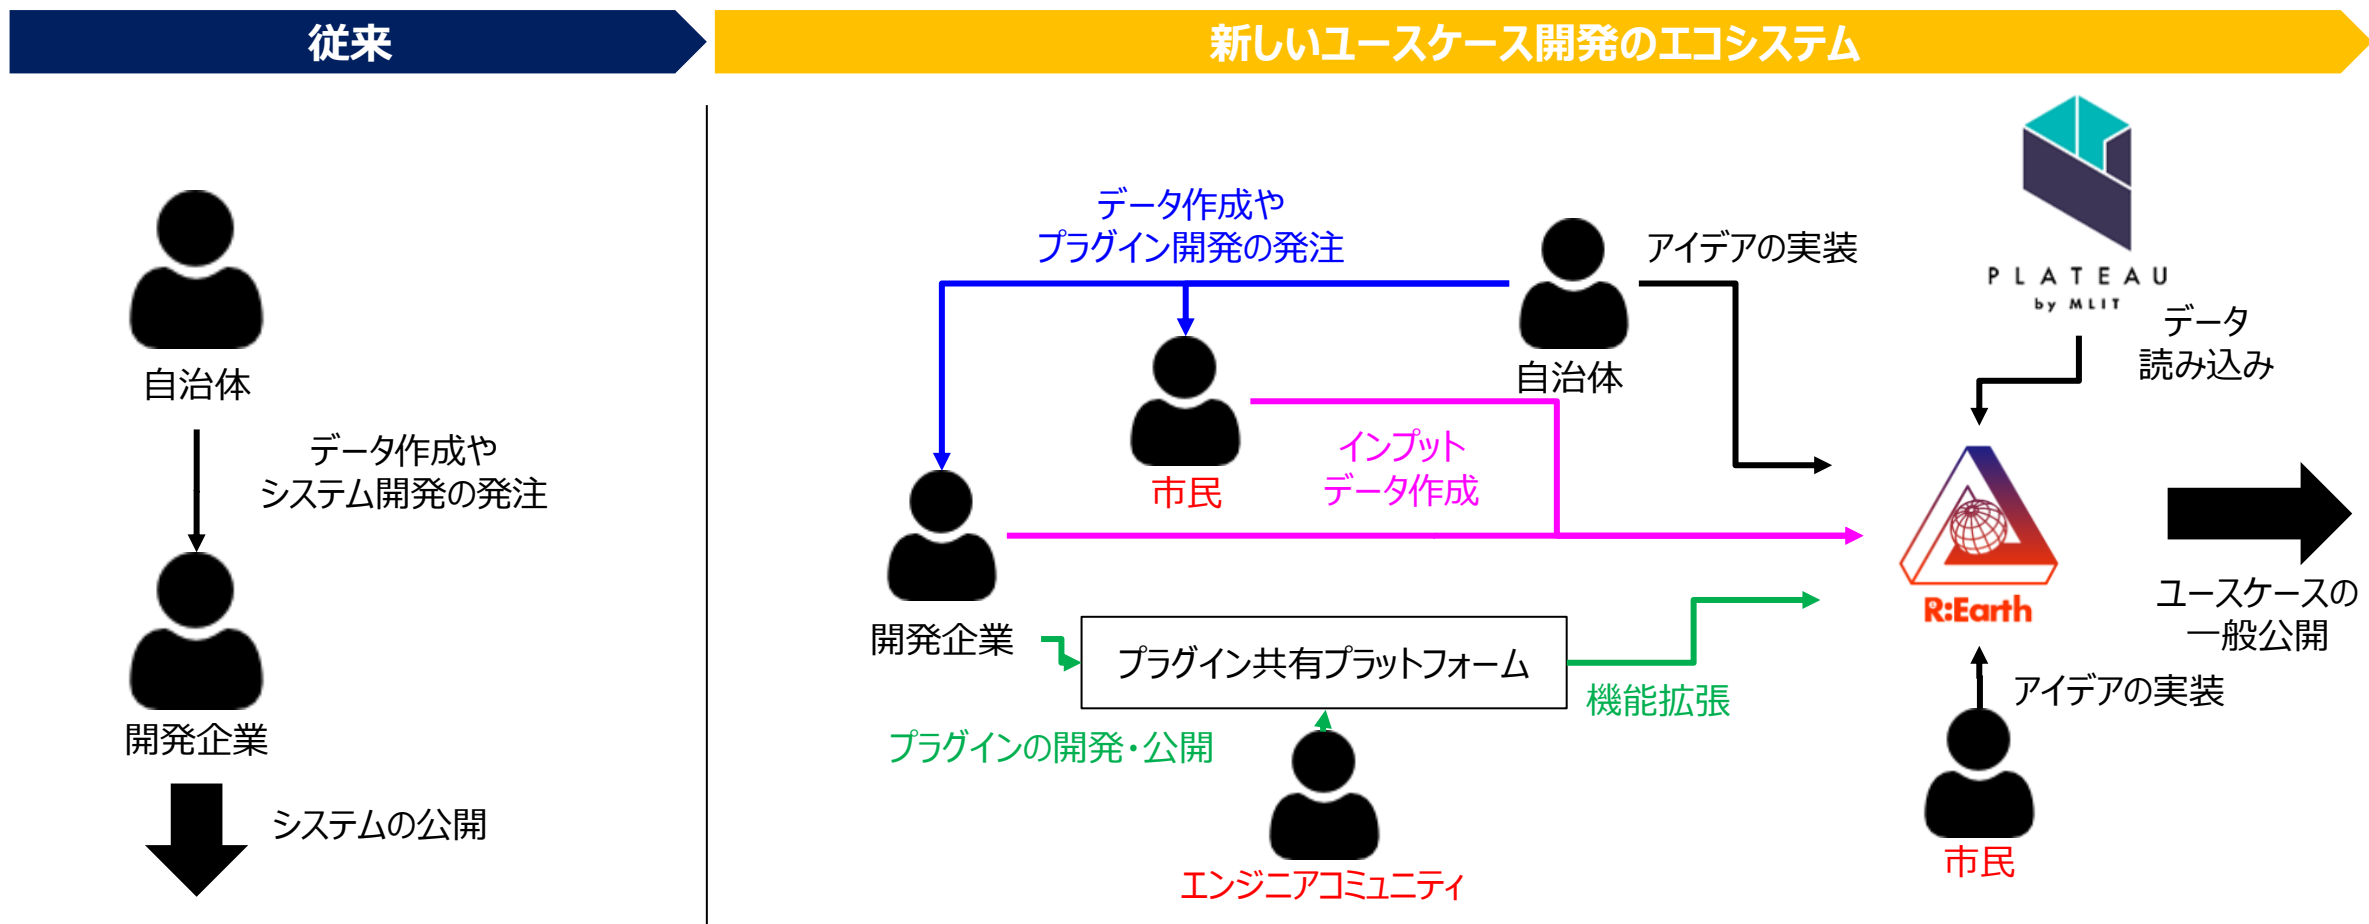 従来
新しいユースケース開発のエコシステム
自治体
データ作成や
システム開発の発注
開発企業
システムの公開
データ作成や
プラグイン開発の発注
自治体
アイデアの実装
PLATEAU
by MLIT
データ
読み込み
市民
インプット
データ作成
開発企業
プラグイン共有プラットフォーム
機能拡張
プラグインの開発・公開
エンジニアコミュニティ
R:Earth
ユースケースの
一般公開
アイデアの実装
市民